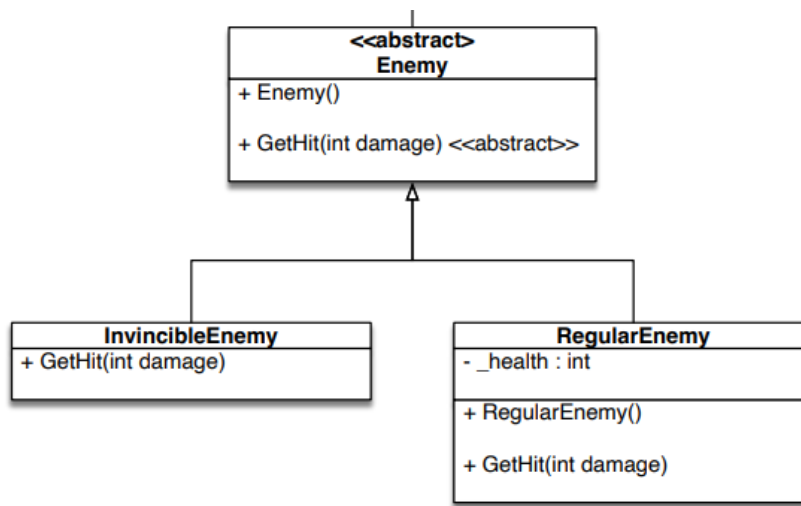 <<abstract>
Enemy
+ Enemy()
+ GetHit(int damage) <<abstract>>
InvincibleEnemy
+ GetHit(int damage)
RegularEnemy
- _health : int
+ RegularEnemy()
+ GetHit(int damage)